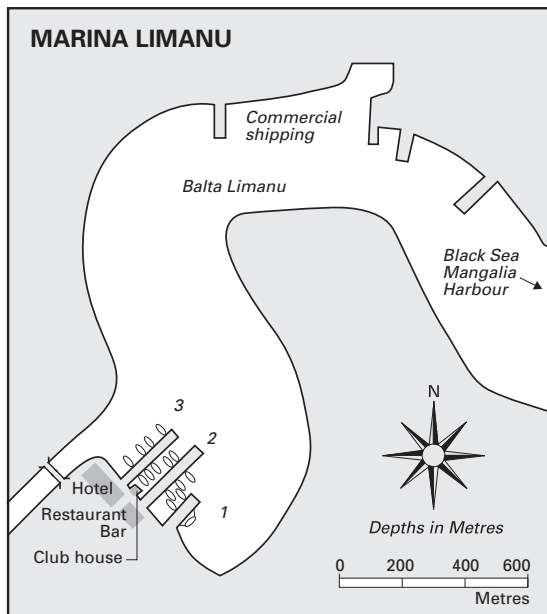 MARINA LIMANU
Commercial
shipping
Balta Limanu
Black Sea
Mangalia
Harbour
N
3
2
Hotel
Restaurant
Bar
1
Club house
Depths in Metres
0 200 400 600
Metres